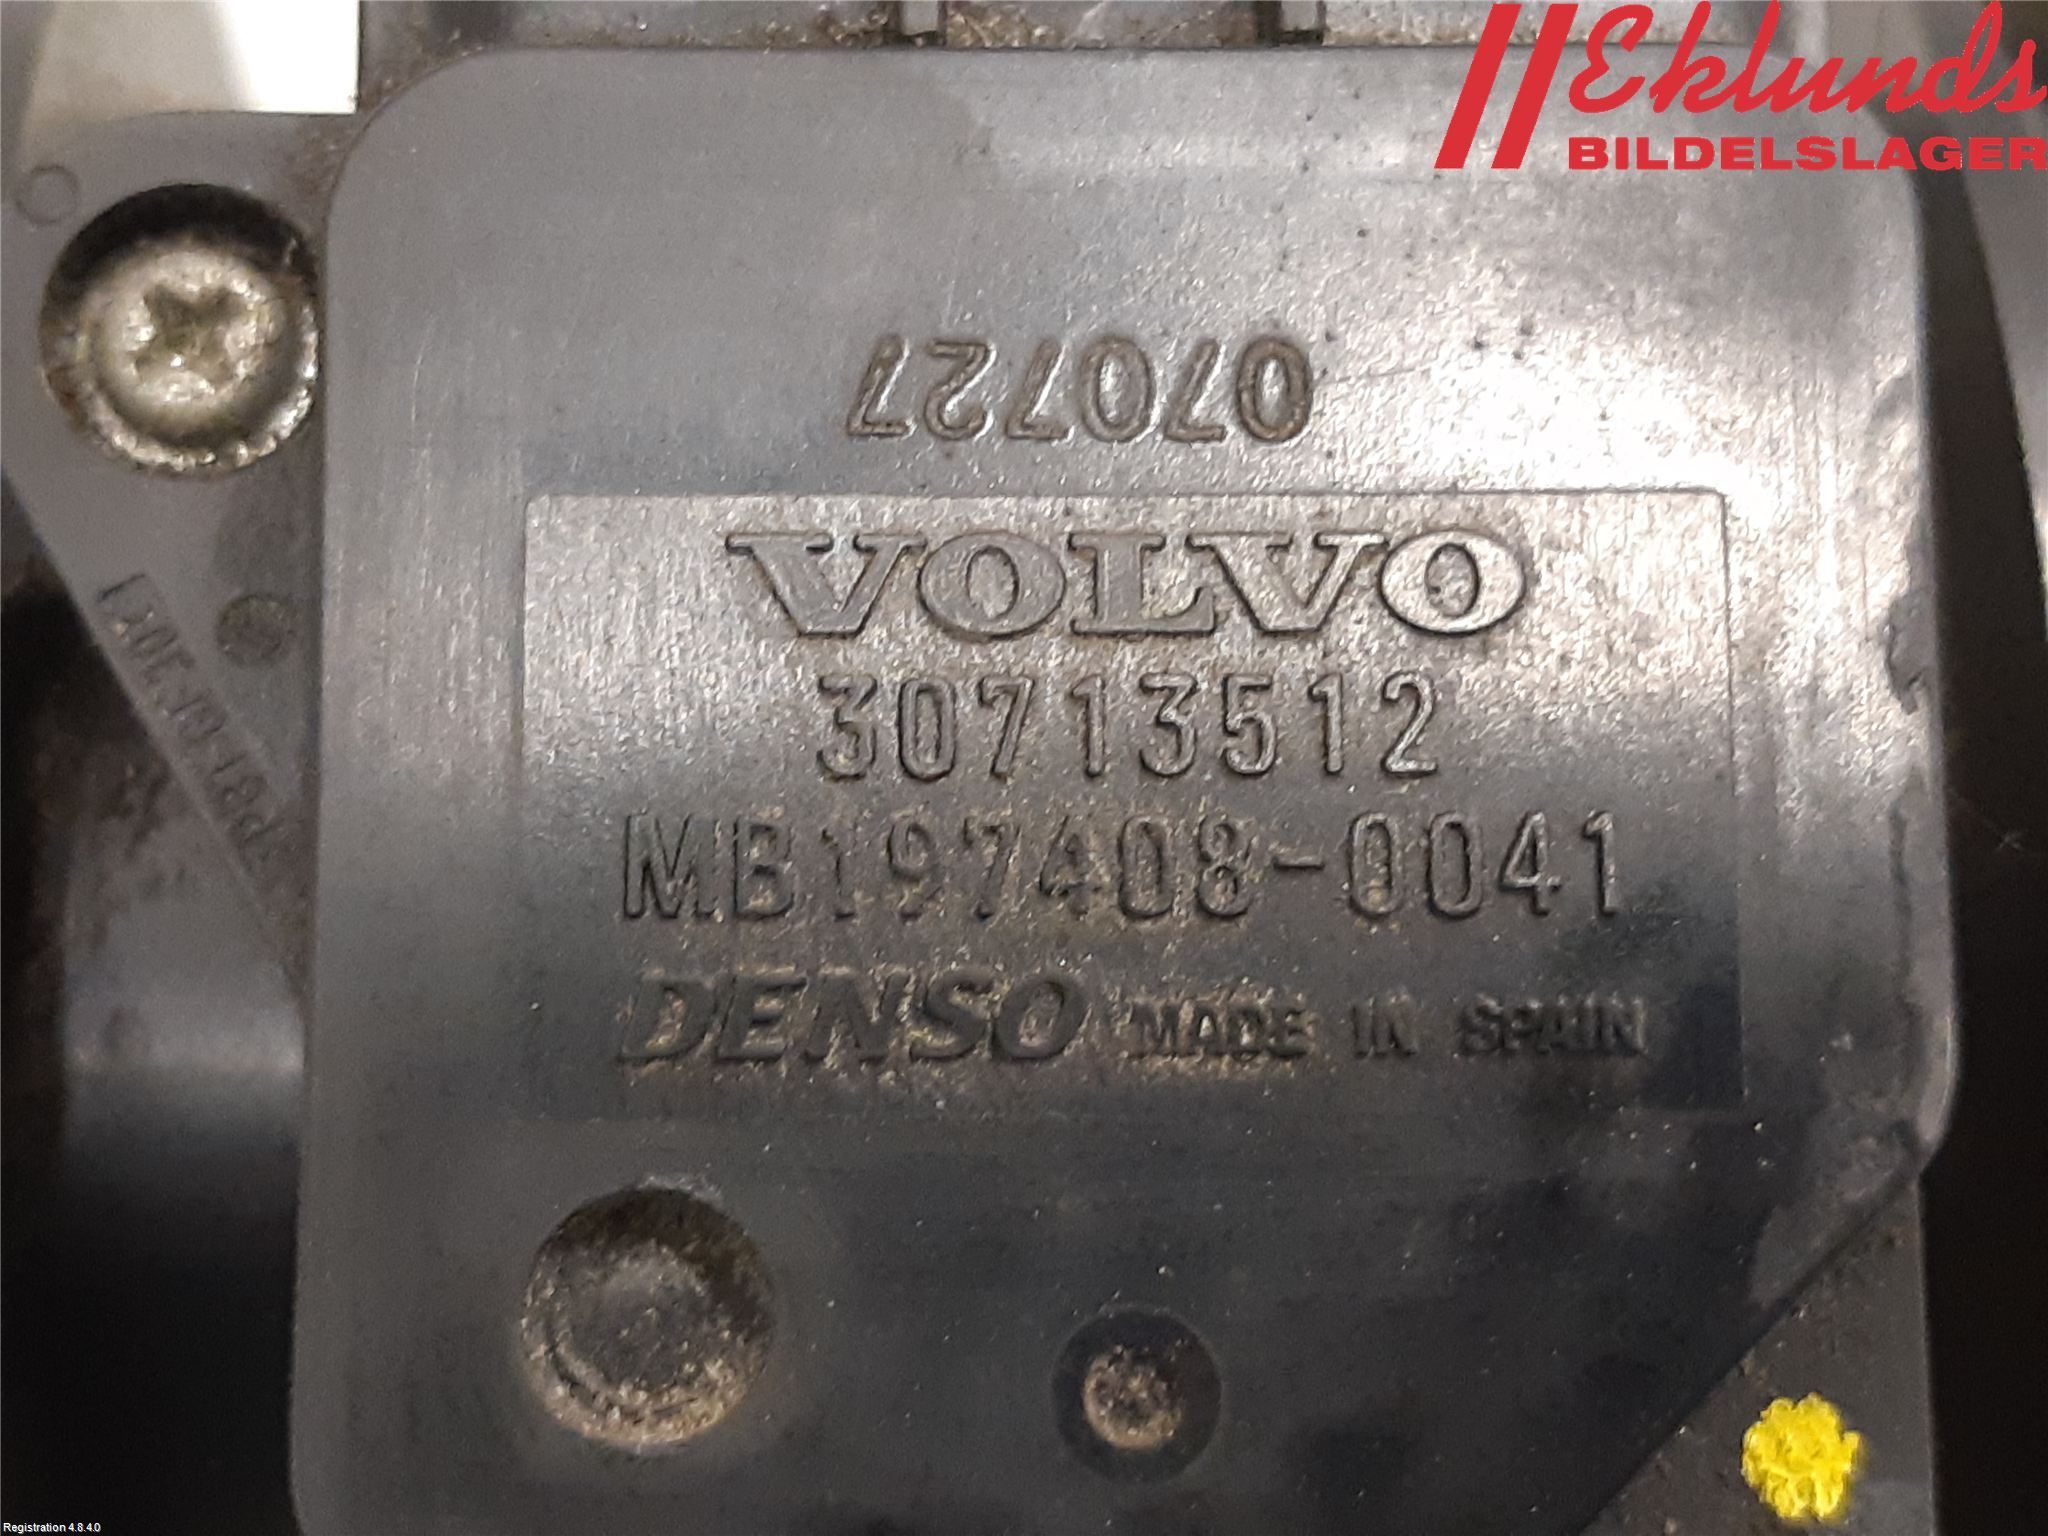 Eklunds
BILDELSLAGER
070727
VOLVO
30713512
MB197408-0041
DENSO MADE IN SPAIN
Registration 4.8.4.0